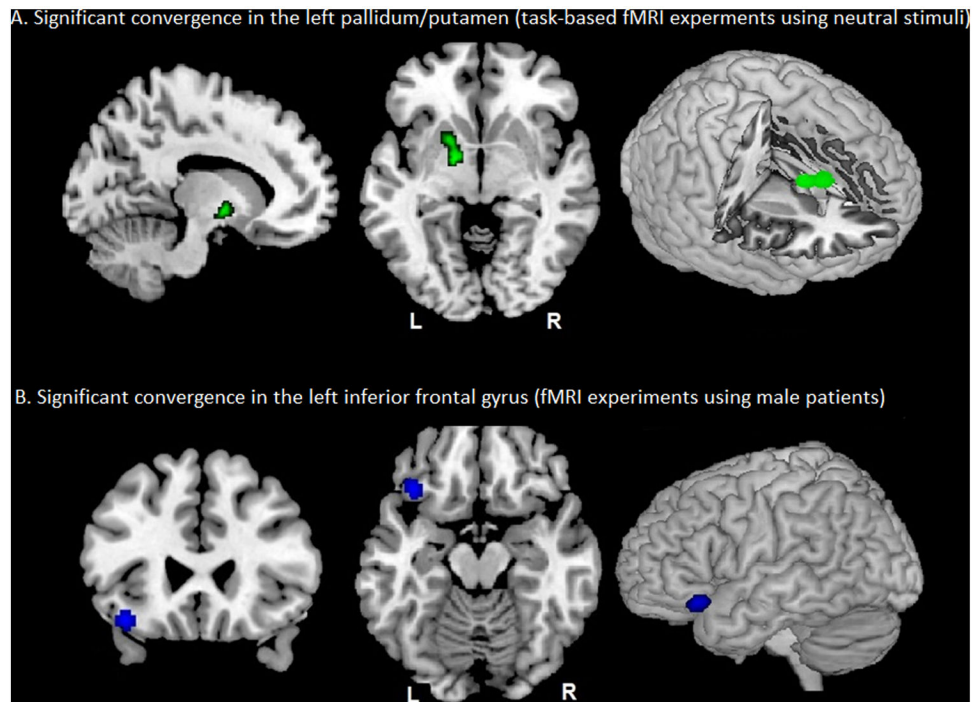 A. Significant convergence in the left pallidum/putamen (task-based fMRI experments using neutral stimuli)
L R
B. Significant convergence in the left inferior frontal gyrus (fMRI experiments using male patients)
L R